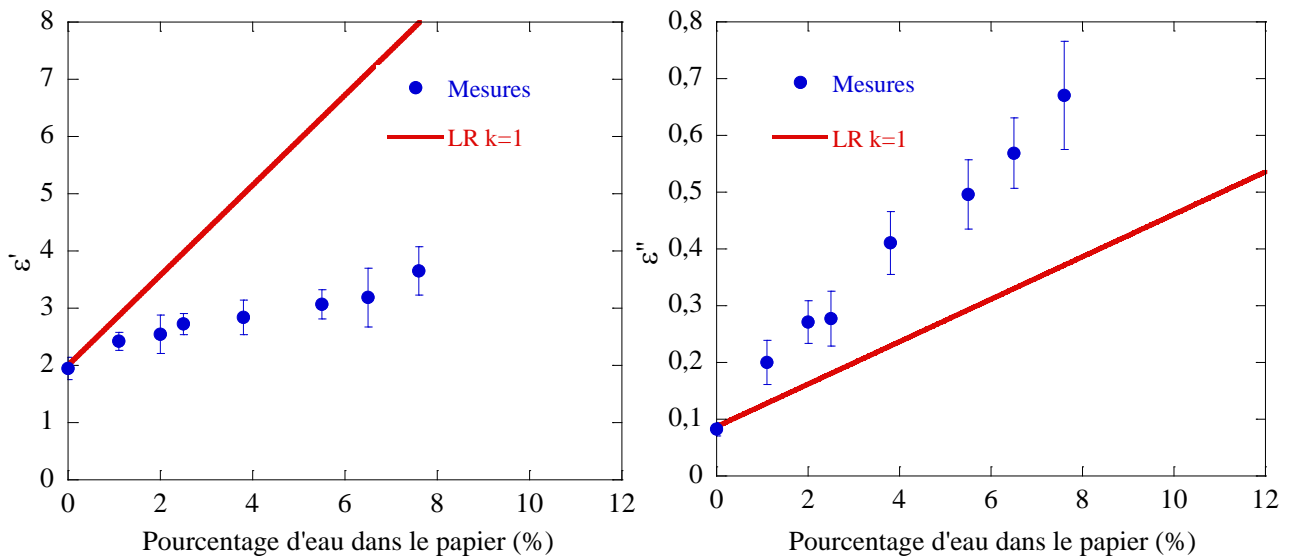 8
7
6
5
4
3
2
1
0
ε'
Mesures
LR k=1
0 2 4 6 8 10 12
Pourcentage d'eau dans le papier (%)
0,8
0,7
0,6
0,5
0,4
0,3
0,2
0,1
0
ε"
Mesures
LR k=1
0 2 4 6 8 10 12
Pourcentage d'eau dans le papier (%)